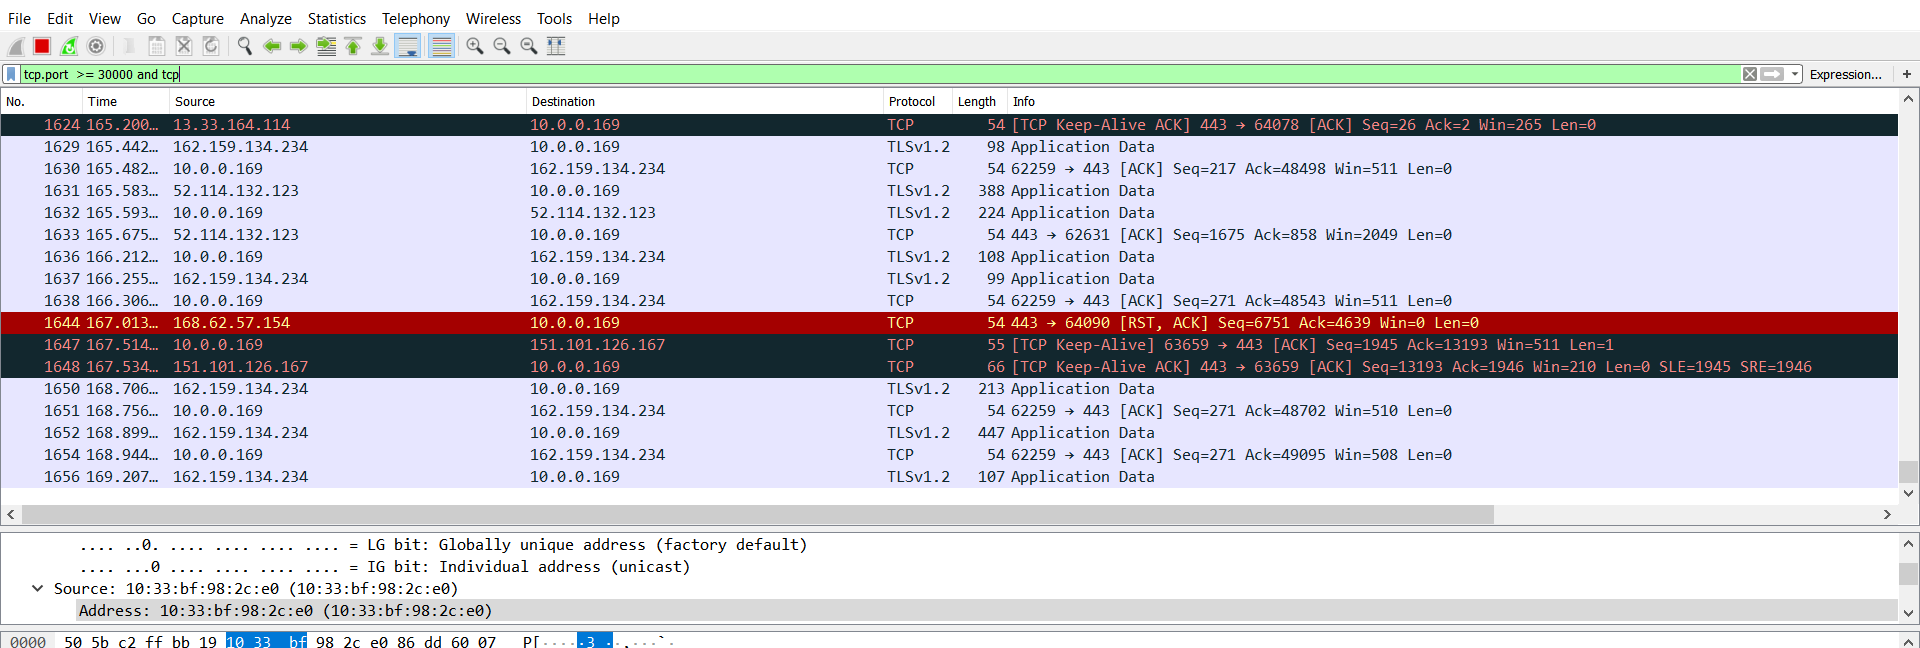 File Edit View Go Capture Analyze Statistics Telephony Wireless Tools Help
tcp.port >= 30000 and tcp Expression... +
No. Time Source Destination Protocol Length Info
1624 165.200… 13.33.164.114 10.0.0.169 TCP 54 [TCP Keep-Alive ACK] 443 → 64078 [ACK] Seq=26 Ack=2 Win=265 Len=0
1629 165.442… 162.159.134.234 10.0.0.169 TLSv1.2 98 Application Data
1630 165.482… 10.0.0.169 162.159.134.234 TCP 54 62259 → 443 [ACK] Seq=217 Ack=48498 Win=511 Len=0
1631 165.583… 52.114.132.123 10.0.0.169 TLSv1.2 388 Application Data
1632 165.593… 10.0.0.169 52.114.132.123 TLSv1.2 224 Application Data
1633 165.675… 52.114.132.123 10.0.0.169 TCP 54 443 → 62631 [ACK] Seq=1675 Ack=858 Win=2049 Len=0
1636 166.212… 10.0.0.169 162.159.134.234 TLSv1.2 108 Application Data
1637 166.255… 162.159.134.234 10.0.0.169 TLSv1.2 99 Application Data
1638 166.306… 10.0.0.169 162.159.134.234 TCP 54 62259 → 443 [ACK] Seq=271 Ack=48543 Win=511 Len=0
1644 167.013… 168.62.57.154 10.0.0.169 TCP 54 443 → 64090 [RST, ACK] Seq=6751 Ack=4639 Win=0 Len=0
1647 167.514… 10.0.0.169 151.101.126.167 TCP 55 [TCP Keep-Alive] 63659 → 443 [ACK] Seq=1945 Ack=13193 Win=511 Len=1
1648 167.534… 151.101.126.167 10.0.0.169 TCP 66 [TCP Keep-Alive ACK] 443 → 63659 [ACK] Seq=13193 Ack=1946 Win=210 Len=0 SLE=1945 SRE=1946
1650 168.706… 162.159.134.234 10.0.0.169 TLSv1.2 213 Application Data
1651 168.756… 10.0.0.169 162.159.134.234 TCP 54 62259 → 443 [ACK] Seq=271 Ack=48702 Win=510 Len=0
1652 168.899… 162.159.134.234 10.0.0.169 TLSv1.2 447 Application Data
1654 168.944… 10.0.0.169 162.159.134.234 TCP 54 62259 → 443 [ACK] Seq=271 Ack=49095 Win=508 Len=0
1656 169.207… 162.159.134.234 10.0.0.169 TLSv1.2 107 Application Data
.... ..0. .... .... .... .... = LG bit: Globally unique address (factory default)
.... ...0 .... .... .... .... = IG bit: Individual address (unicast)
Source: 10:33:bf:98:2c:e0 (10:33:bf:98:2c:e0)
Address: 10:33:bf:98:2c:e0 (10:33:bf:98:2c:e0)
0000 50 5b c2 ff bb 19 10 33 bf 98 2c e0 86 dd 60 07 P[·····3 ··,···`·